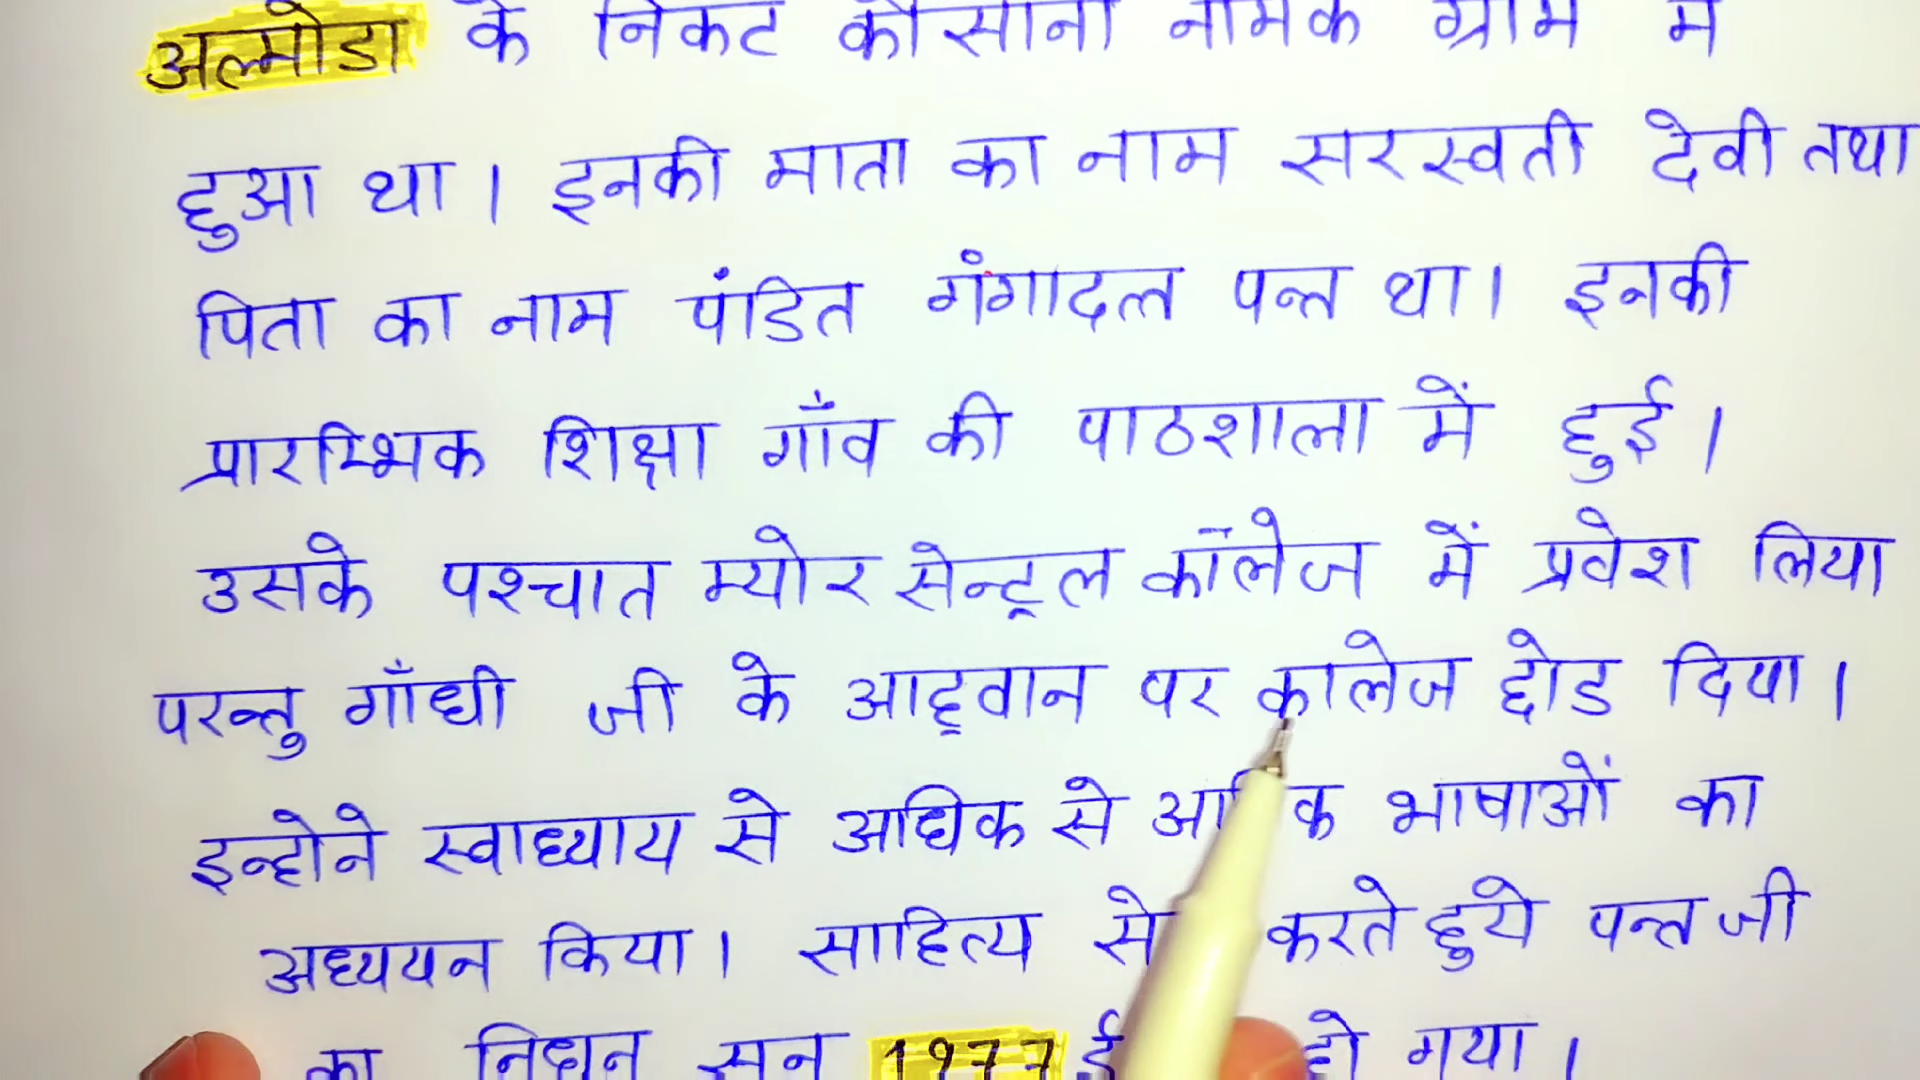 अल्मोडा के निकट कौसानी नामक ग्राम में
हुआ था। इनकी माता का नाम सरस्वती देवी तथा
पिता का नाम पंडित गंगादत्त पन्त था। इनकी
प्रारम्भिक शिक्षा गाँव की पाठशाला में हुई।
उसके पश्चात म्योर सेन्ट्रल कॉलेज में प्रवेश लिया
परन्तु गाँधी जी के आह्वान पर कालेज छोड दिया।
इन्होने स्वाध्याय से अधिक से भाषाओं का
अध्ययन किया। साहित्य करते हुये पन्त जी
का निधन सन 1977 ई हो गया।